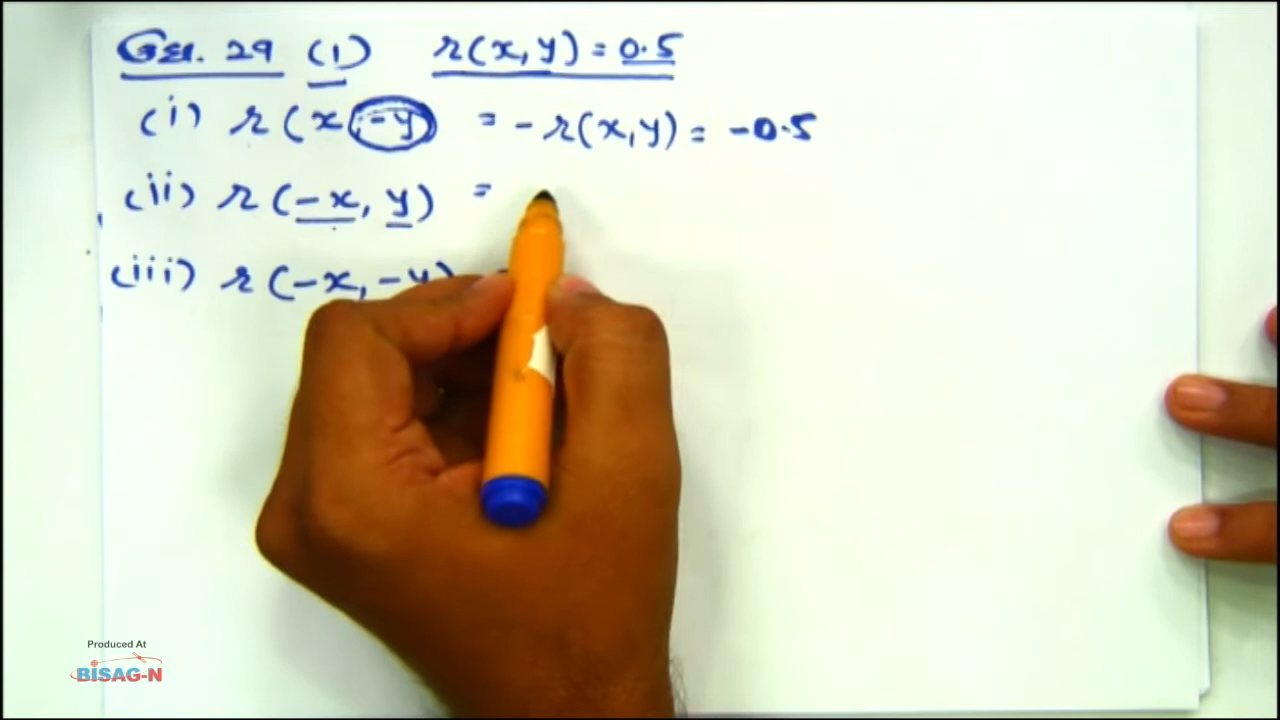 ઉદા. 29 (1) r(x,y) = 0.5
(i) r(x,-y) = - r(x,y) = -0.5
(ii) r(-x, y) =
(iii) r(-x,-y)
Produced At
BISAG-N